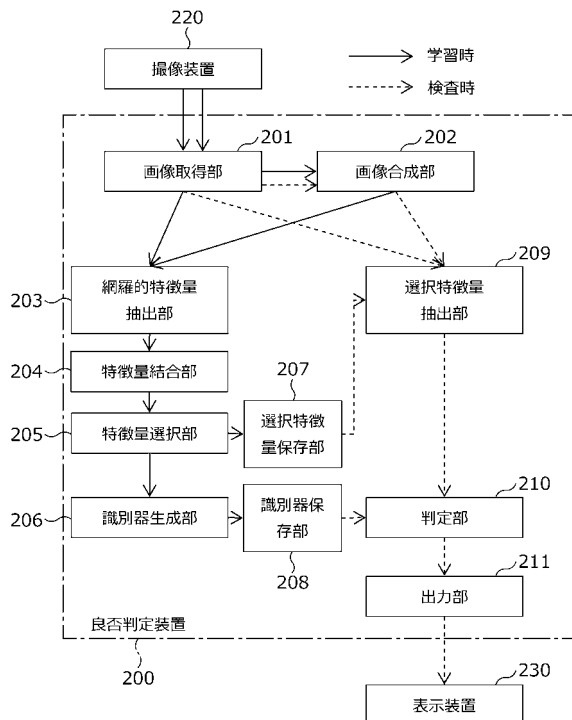 220
撮像装置
学習時
検査時
201
202
画像取得部
画像合成部
209
203
網羅的特徴量
抽出部
選択特徴量
抽出部
204
特徴量結合部
207
205
特徴量選択部
選択特徴
量保存部
210
206
識別器生成部
識別器保
存部
判定部
208
211
出力部
良否判定装置
200
230
表示装置